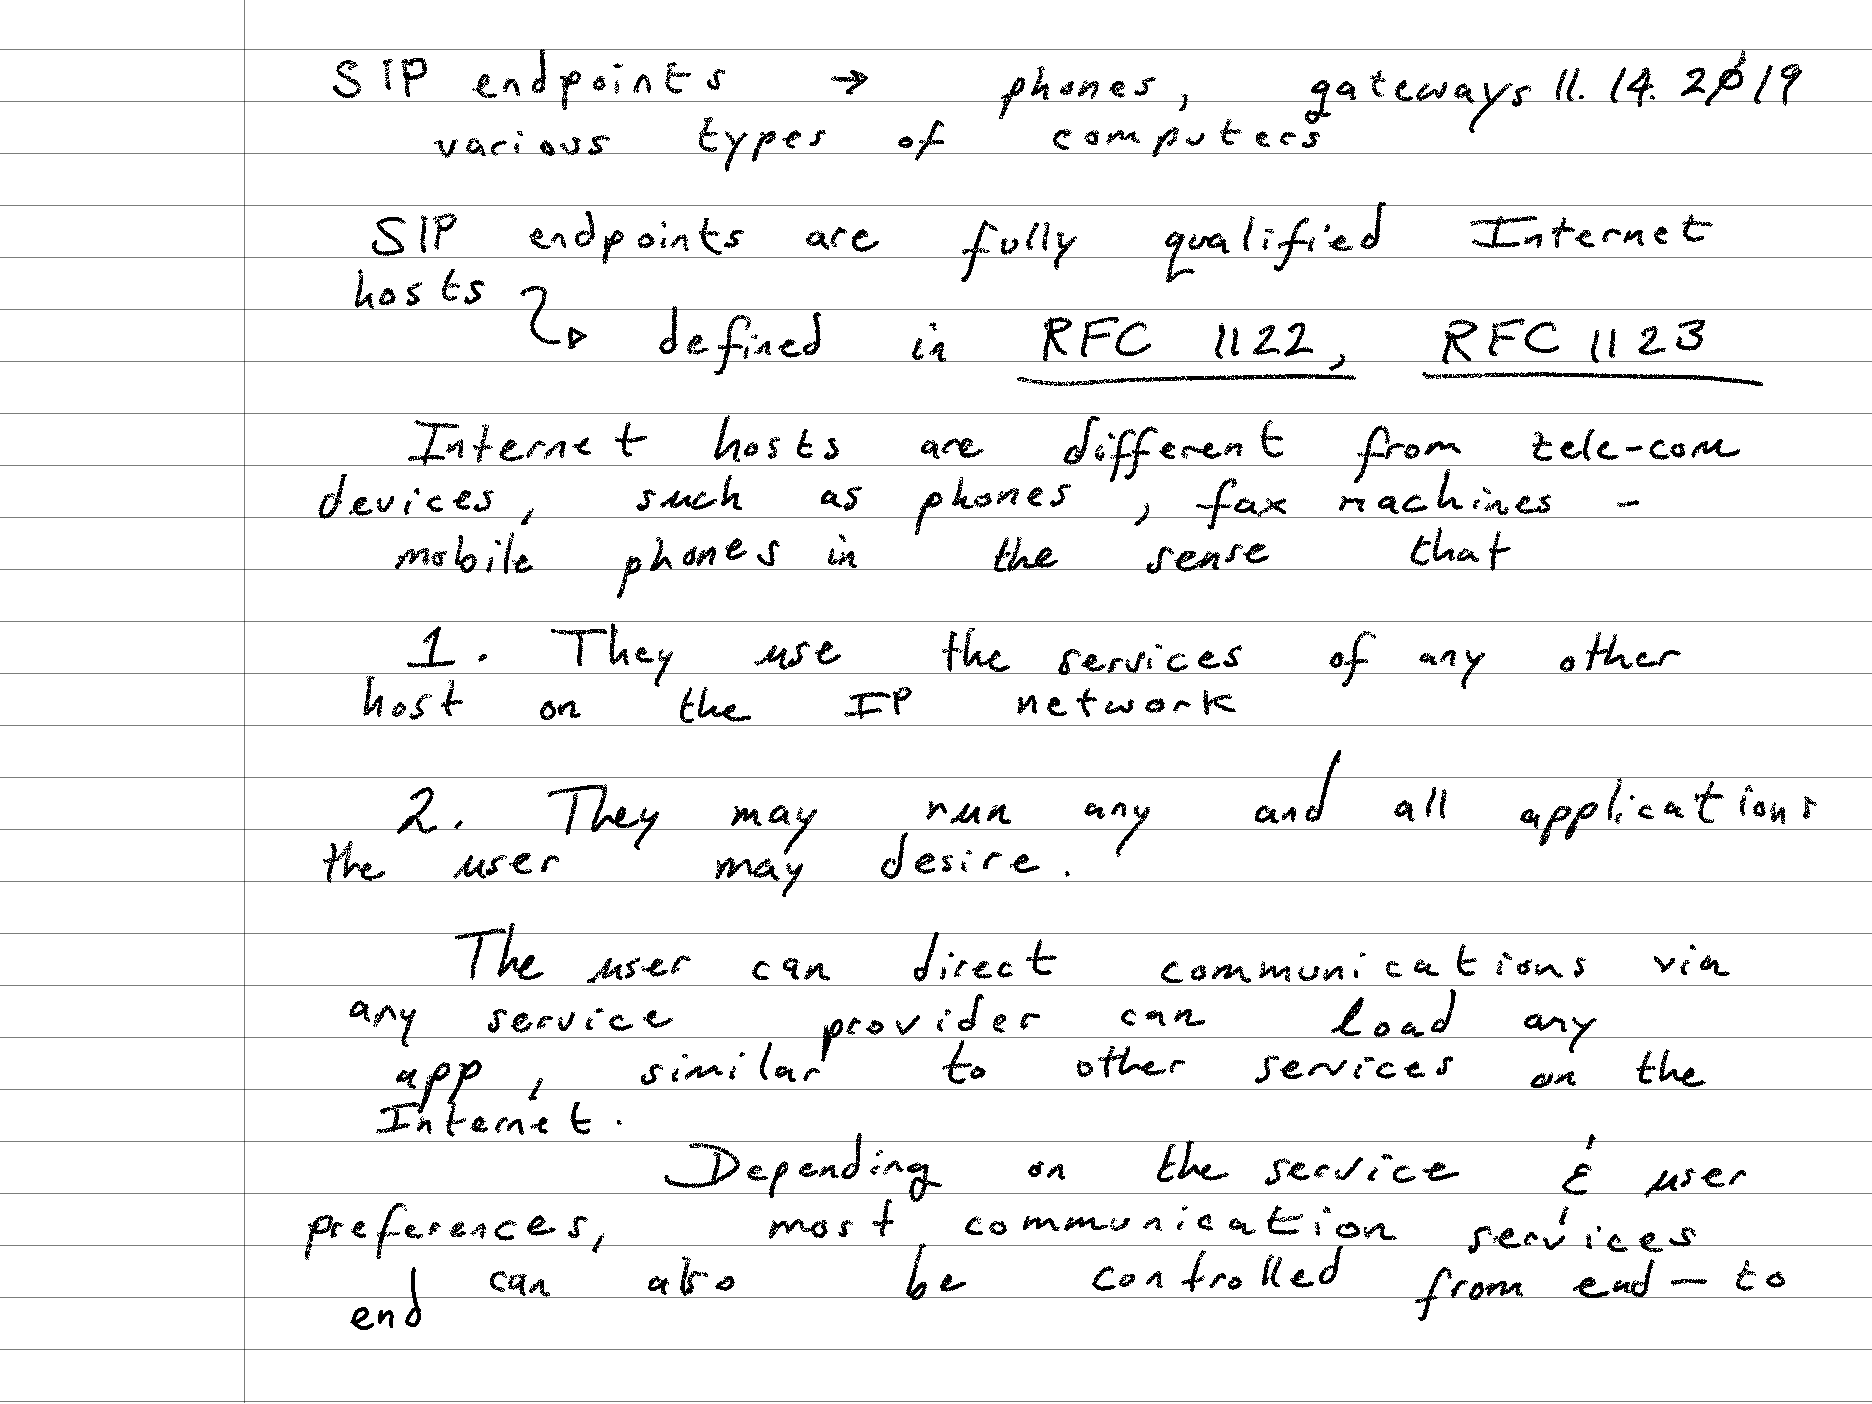 SIP endpoints → phones, gateways 11.14.2019
various types of computers
SIP endpoints are fully qualified Internet
hosts
defined in RFC 1122, RFC 1123
Internet hosts are different from tele-com
devices, such as phones, fax machines -
mobile phones in the sense that
1. They use the services of any other
host on the IP network
2. They may run any and all applications
the user may desire.
The user can direct communications via
any service provider can load any
app, similar to other services on the
Internet.
Depending on the service & user
preferences, most communication services
can also be controlled from end-to
end